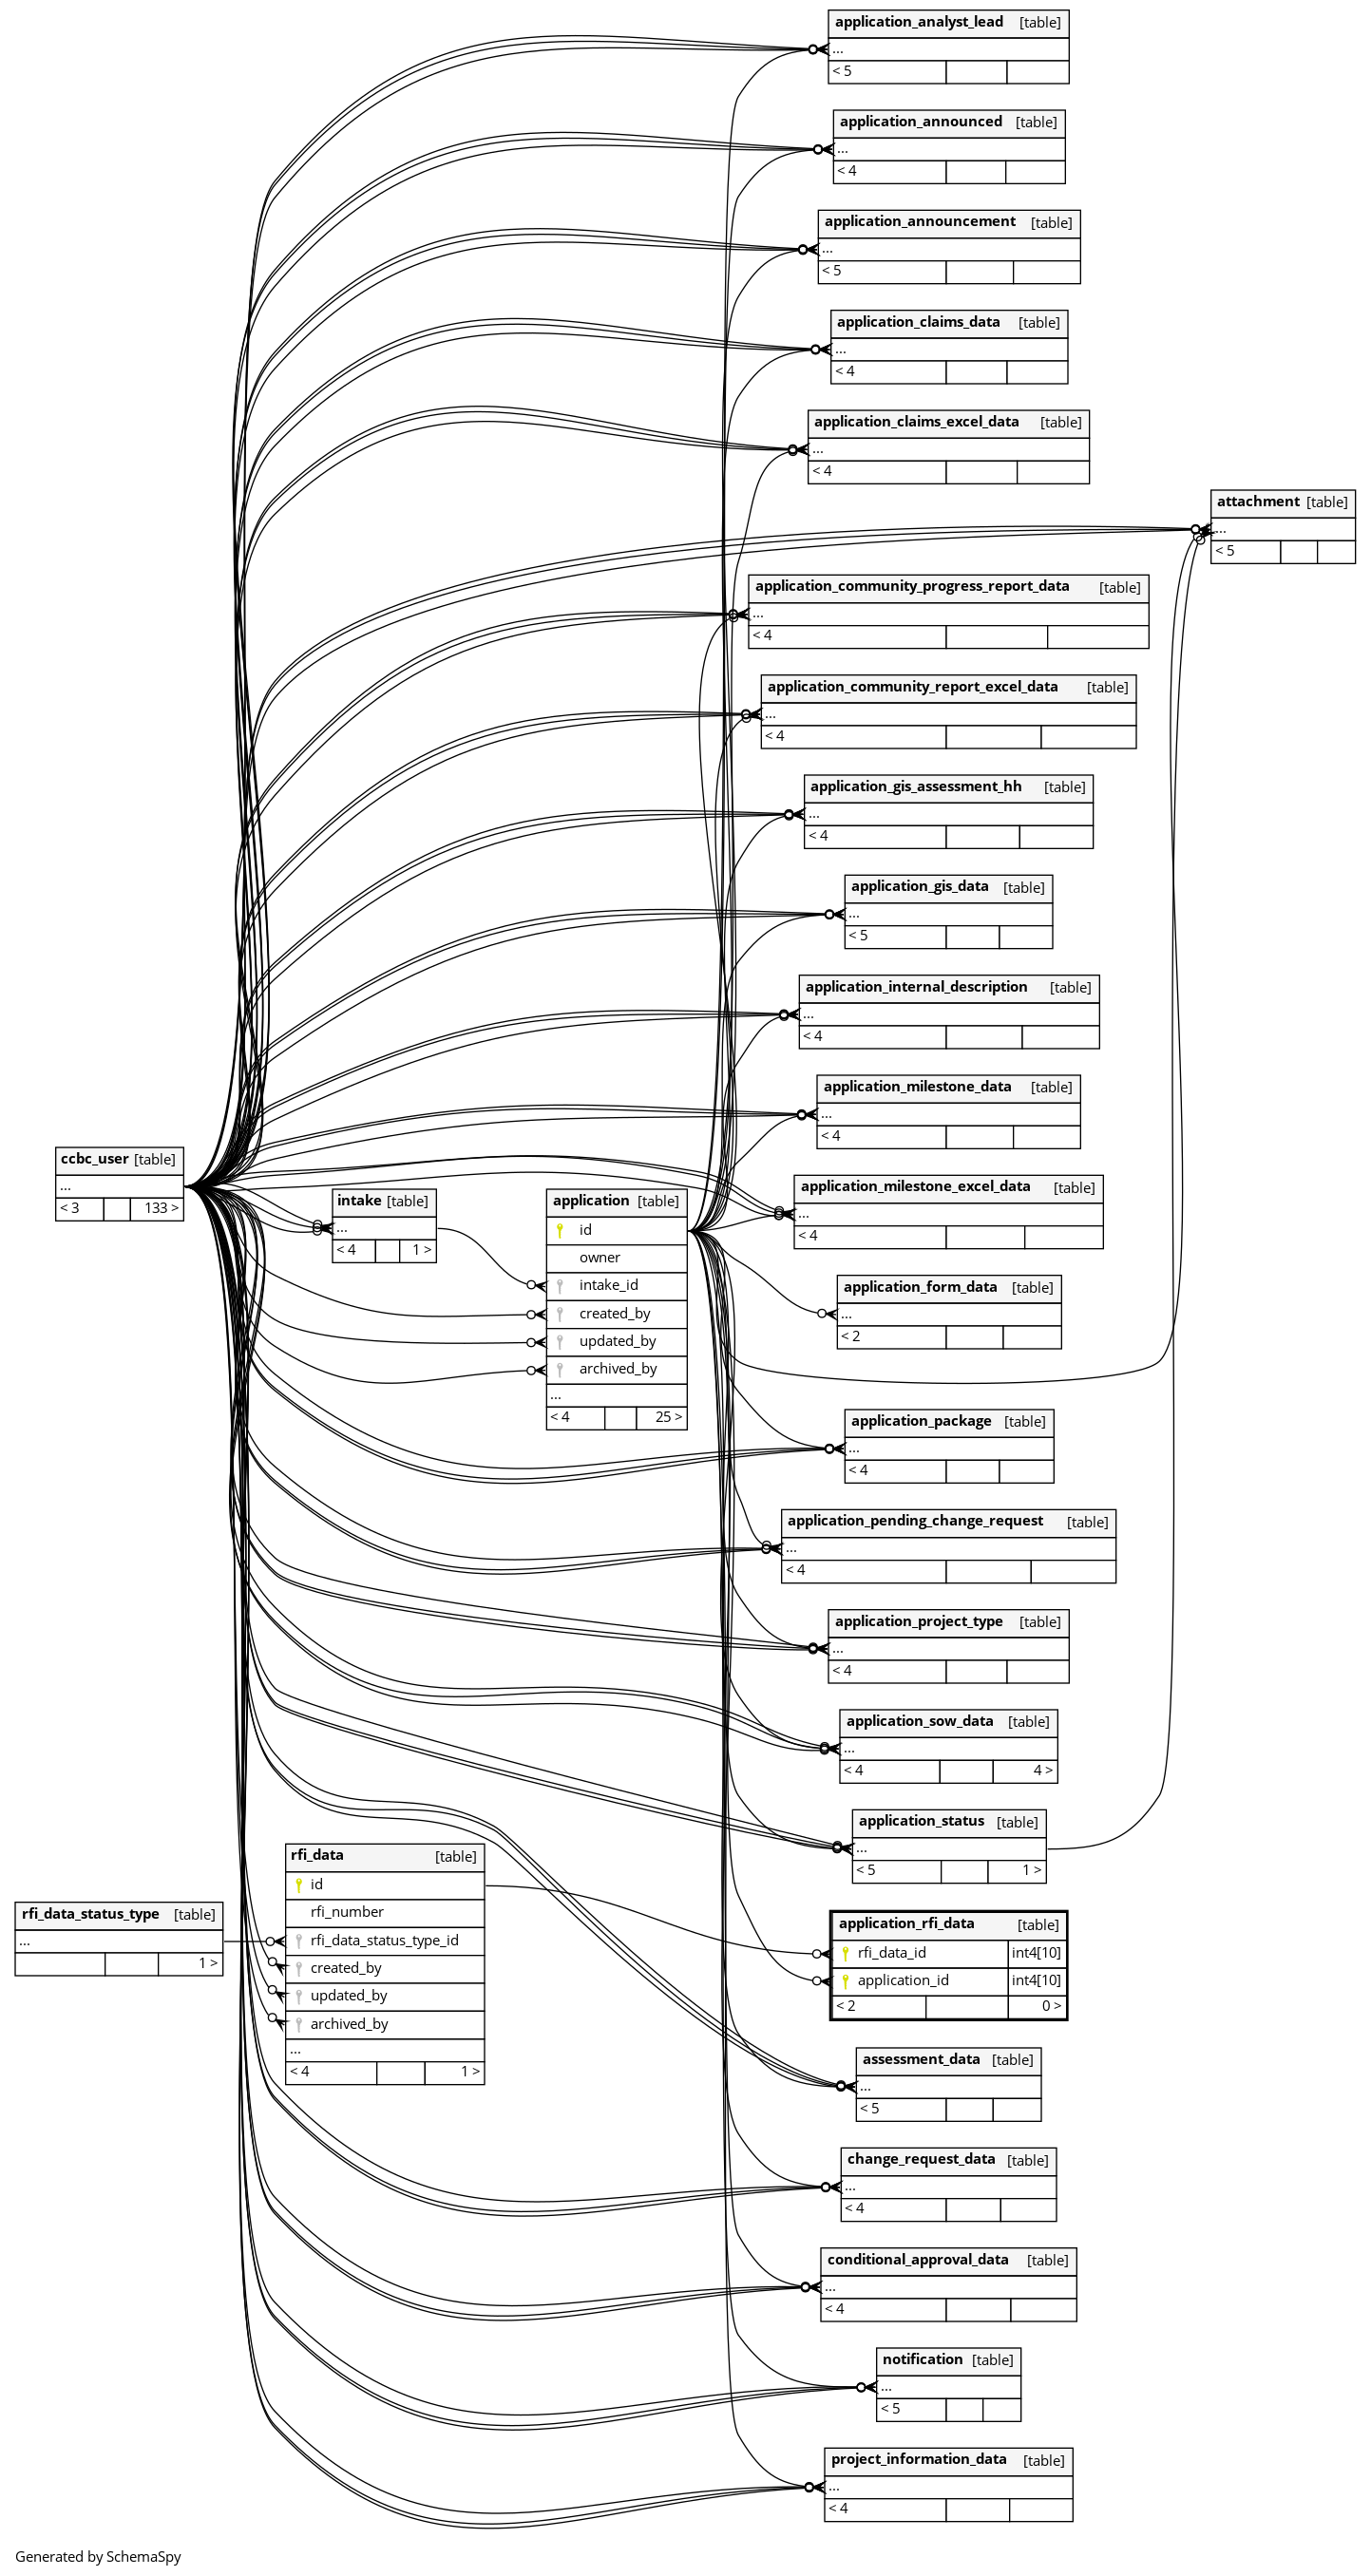 application_analyst_lead [table]
...
< 5
application_announced [table]
...
< 4
application_announcement [table]
...
< 5
application_claims_data [table]
...
< 4
application_claims_excel_data [table]
...
< 4
attachment [table]
...
< 5
application_community_progress_report_data [table]
...
< 4
application_community_report_excel_data [table]
...
< 4
application_gis_assessment_hh [table]
...
< 4
application_gis_data [table]
...
< 5
application_internal_description [table]
...
< 4
application_milestone_data [table]
...
< 4
ccbc_user [table]
...
< 3 133 >
intake [table]
...
< 4 1 >
application [table]
id
owner
intake_id
created_by
updated_by
archived_by
...
< 4 25 >
application_milestone_excel_data [table]
...
< 4
application_form_data [table]
...
< 2
application_package [table]
...
< 4
application_pending_change_request [table]
...
< 4
application_project_type [table]
...
< 4
application_sow_data [table]
...
< 4 4 >
application_status [table]
...
< 5 1 >
rfi_data_status_type [table]
...
1 >
rfi_data [table]
id
rfi_number
rfi_data_status_type_id
created_by
updated_by
archived_by
...
< 4 1 >
application_rfi_data [table]
rfi_data_id int4[10]
application_id int4[10]
< 2 0 >
assessment_data [table]
...
< 5
change_request_data [table]
...
< 4
conditional_approval_data [table]
...
< 4
notification [table]
...
< 5
project_information_data [table]
...
< 4
Generated by SchemaSpy